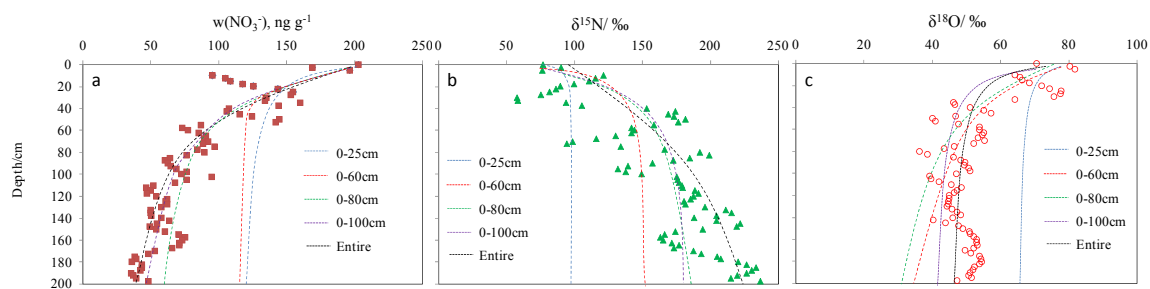 w(NO₃⁻), ng g⁻¹
0 50 100 150 200 250
Depth/cm
0
20
40
60
80
100
120
140
160
180
200
a
0-25cm
0-60cm
0-80cm
0-100cm
Entire
δ¹⁵N/ ‰
0 50 100 150 200 250
b
0-25cm
0-60cm
0-80cm
0-100cm
Entire
δ¹⁸O/ ‰
0 20 40 60 80 100
c
0-25cm
0-60cm
0-80cm
0-100cm
Entire